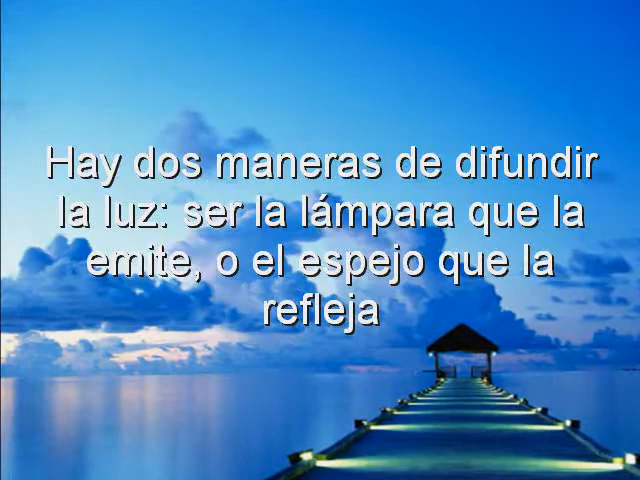 Hay dos maneras de difundir
la luz: ser la lámpara que la
emite, o el espejo que la
refleja